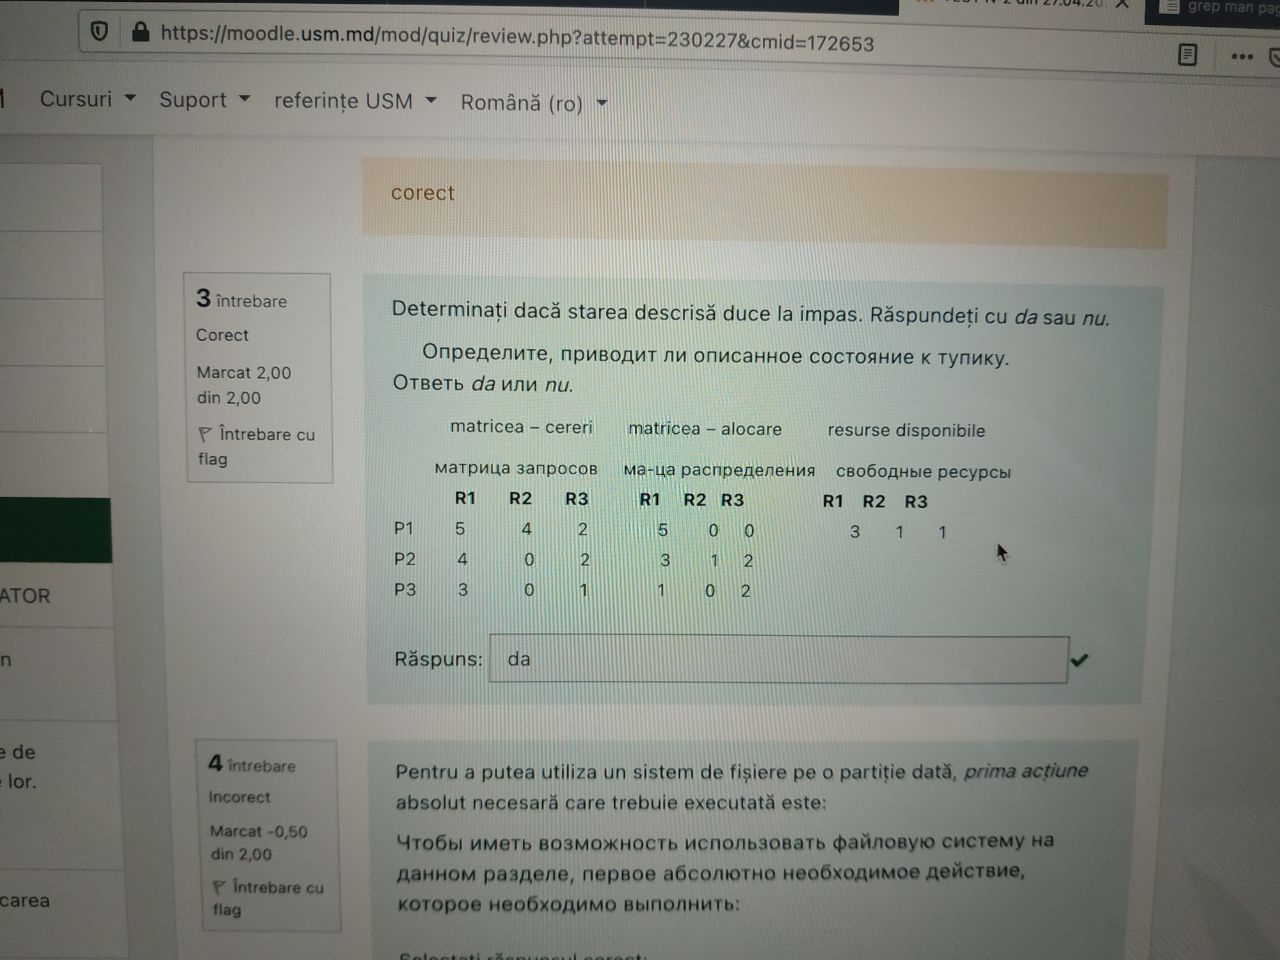 grep man pag
https://moodle.usm.md/mod/quiz/review.php?attempt=230227&cmid=172653
Cursuri Suport referințe USM Română (ro)
corect
3 întrebare
Corect
Marcat 2,00
din 2,00
Întrebare cu
flag
Determinați dacă starea descrisă duce la impas. Răspundeți cu da sau nu.
Определите, приводит ли описанное состояние к тупику.
Ответь da или nu.
matricea – cereri matricea – alocare resurse disponibile
матрица запросов ма-ца распределения свободные ресурсы
R1 R2 R3 R1 R2 R3 R1 R2 R3
P1 5 4 2 5 0 0 3 1 1
P2 4 0 2 3 1 2
P3 3 0 1 1 0 2
Răspuns: da
ATOR
n
e de
lor.
carea
4 întrebare
Incorect
Marcat -0,50
din 2,00
Întrebare cu
flag
Pentru a putea utiliza un sistem de fișiere pe o partiție dată, prima acțiune
absolut necesară care trebuie executată este:
Чтобы иметь возможность использовать файловую систему на
данном разделе, первое абсолютно необходимое действие,
которое необходимо выполнить: